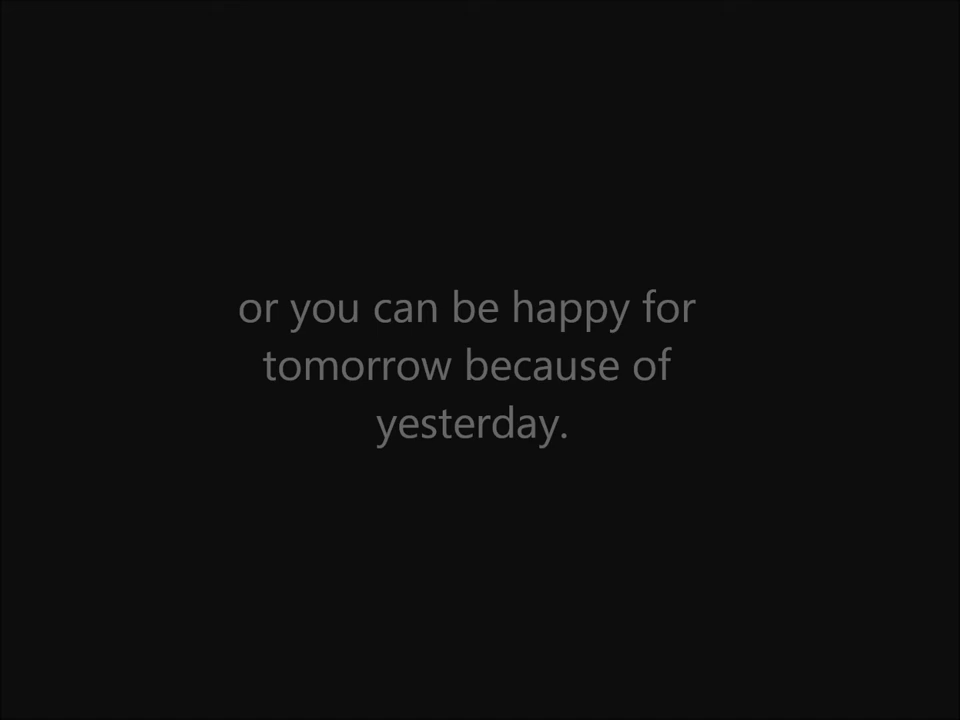 or you can be happy for
tomorrow because of
yesterday.